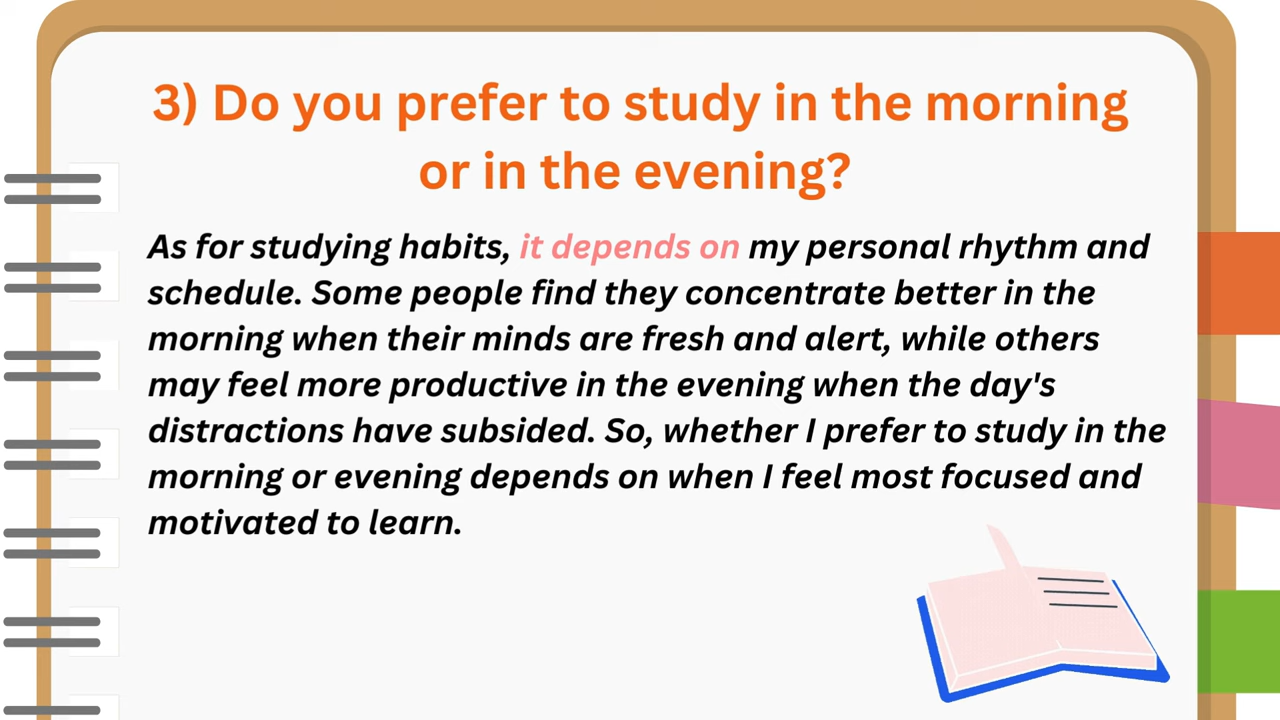 3) Do you prefer to study in the morning
or in the evening?
As for studying habits, it depends on my personal rhythm and
schedule. Some people find they concentrate better in the
morning when their minds are fresh and alert, while others
may feel more productive in the evening when the day's
distractions have subsided. So, whether I prefer to study in the
morning or evening depends on when I feel most focused and
motivated to learn.